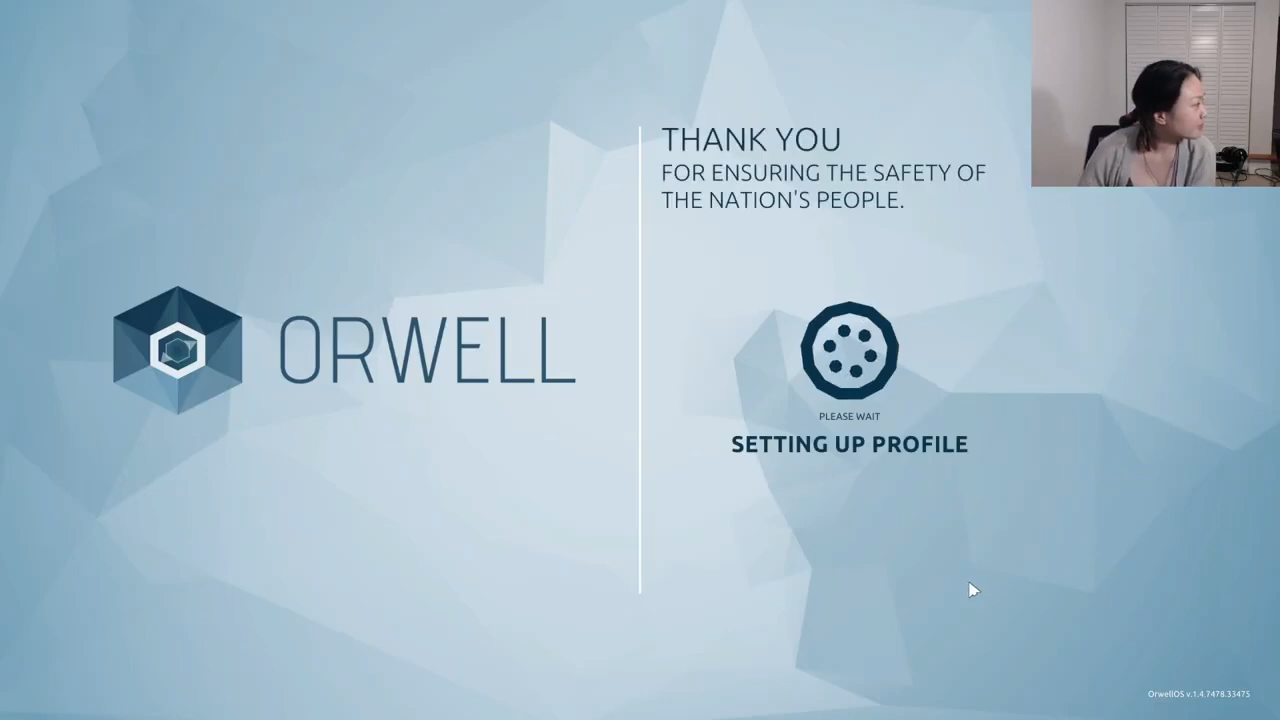 THANK YOU
FOR ENSURING THE SAFETY OF
THE NATION'S PEOPLE.
ORWELL
PLEASE WAIT
SETTING UP PROFILE
OrwellOS v.1.4.7478.33475